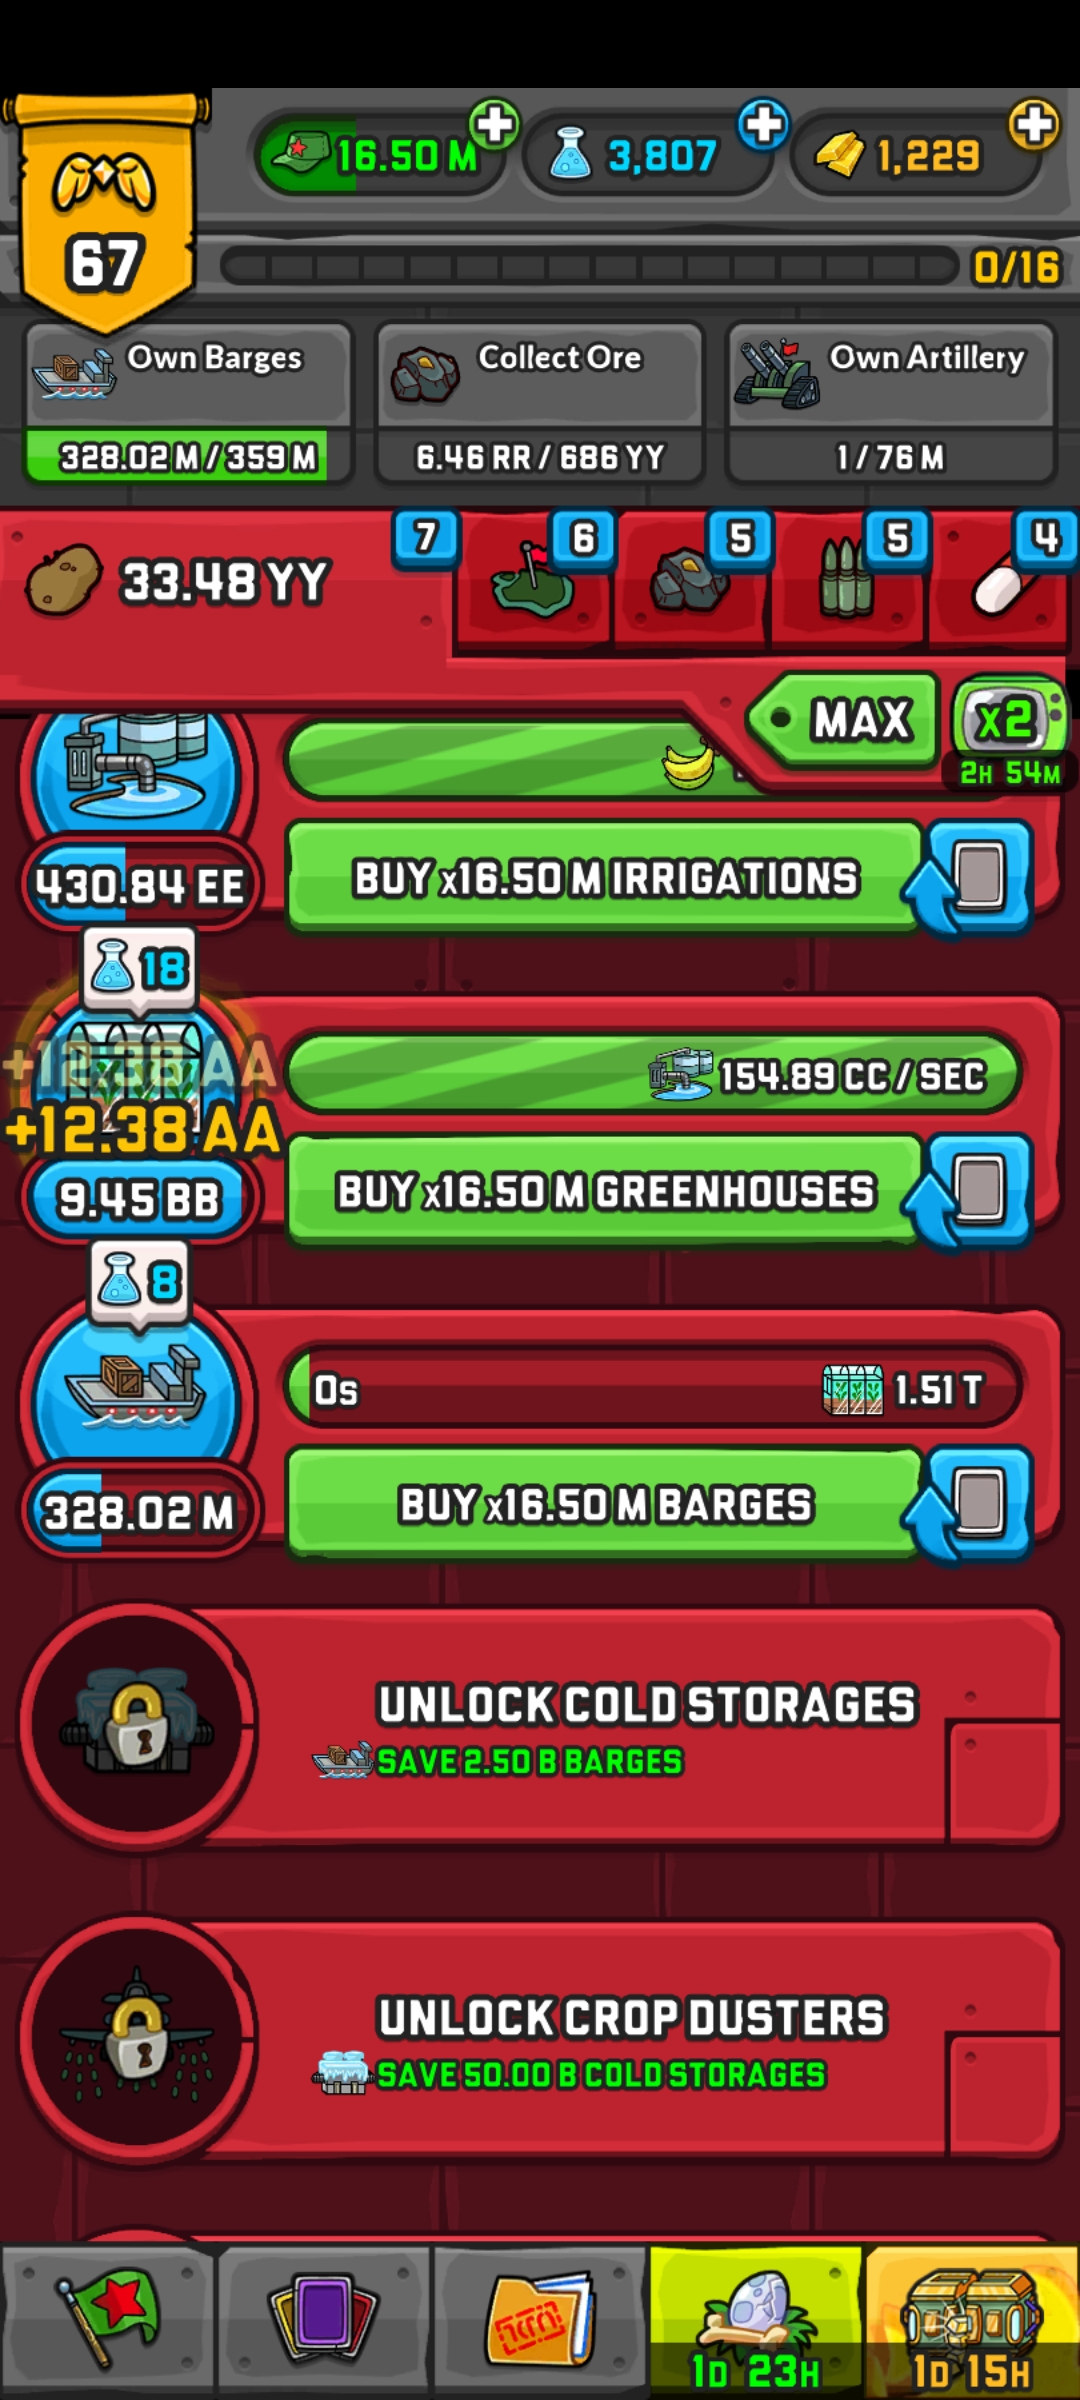 16.50 M
3,807
1,229
67
0/16
Own Barges
Collect Ore
Own Artillery
328.02 M / 359 M
6.46 RR / 686 YY
1 / 76 M
33.48 YY
7
6
5
5
4
MAX
x2
2H 54M
430.84 EE
BUY x16.50 M IRRIGATIONS
18
+12.38 AA
+12.38 AA
154.89 CC / SEC
9.45 BB
BUY x16.50 M GREENHOUSES
8
0s
1.51 T
328.02 M
BUY x16.50 M BARGES
UNLOCK COLD STORAGES
SAVE 2.50 B BARGES
UNLOCK CROP DUSTERS
SAVE 50.00 B COLD STORAGES
1D 23H
1D 15H